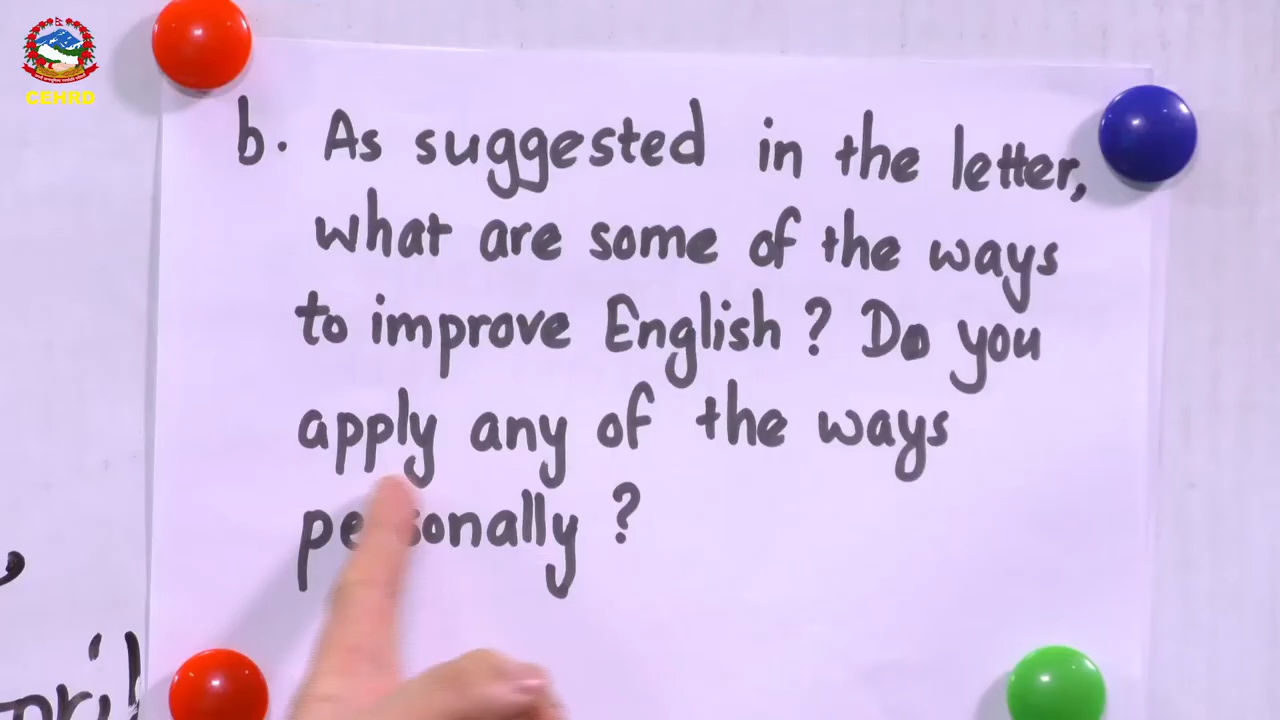 CEHRD
b. As suggested in the letter,
what are some of the ways
to improve English? Do you
apply any of the ways
personally?